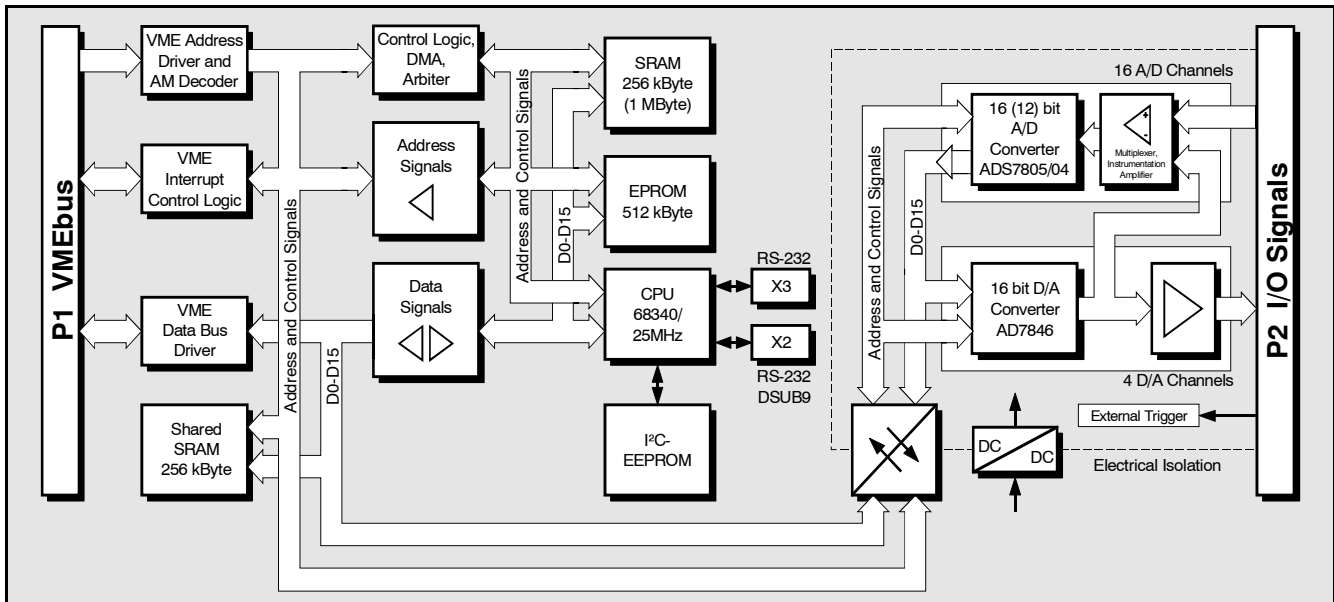 P1 VMEbus
VME Address
Driver and
AM Decoder
VME
Interrupt
Control Logic
VME
Data Bus
Driver
Shared
SRAM
256 kByte
Address and Control Signals
D0-D15
Control Logic,
DMA,
Arbiter
Address
Signals
Data
Signals
Address and Control Signals
D0-D15
SRAM
256 kByte
(1 MByte)
EPROM
512 kByte
CPU
68340/
25MHz
I²C-
EEPROM
RS-232
X3
X2
RS-232
DSUB9
Address and Control Signals
D0-D15
16 A/D Channels
16 (12) bit
A/D
Converter
ADS7805/04
+
-
Multiplexer,
Instrumentation
Amplifier
16 bit D/A
Converter
AD7846
4 D/A Channels
External Trigger
DC
DC
Electrical Isolation
P2 I/O Signals